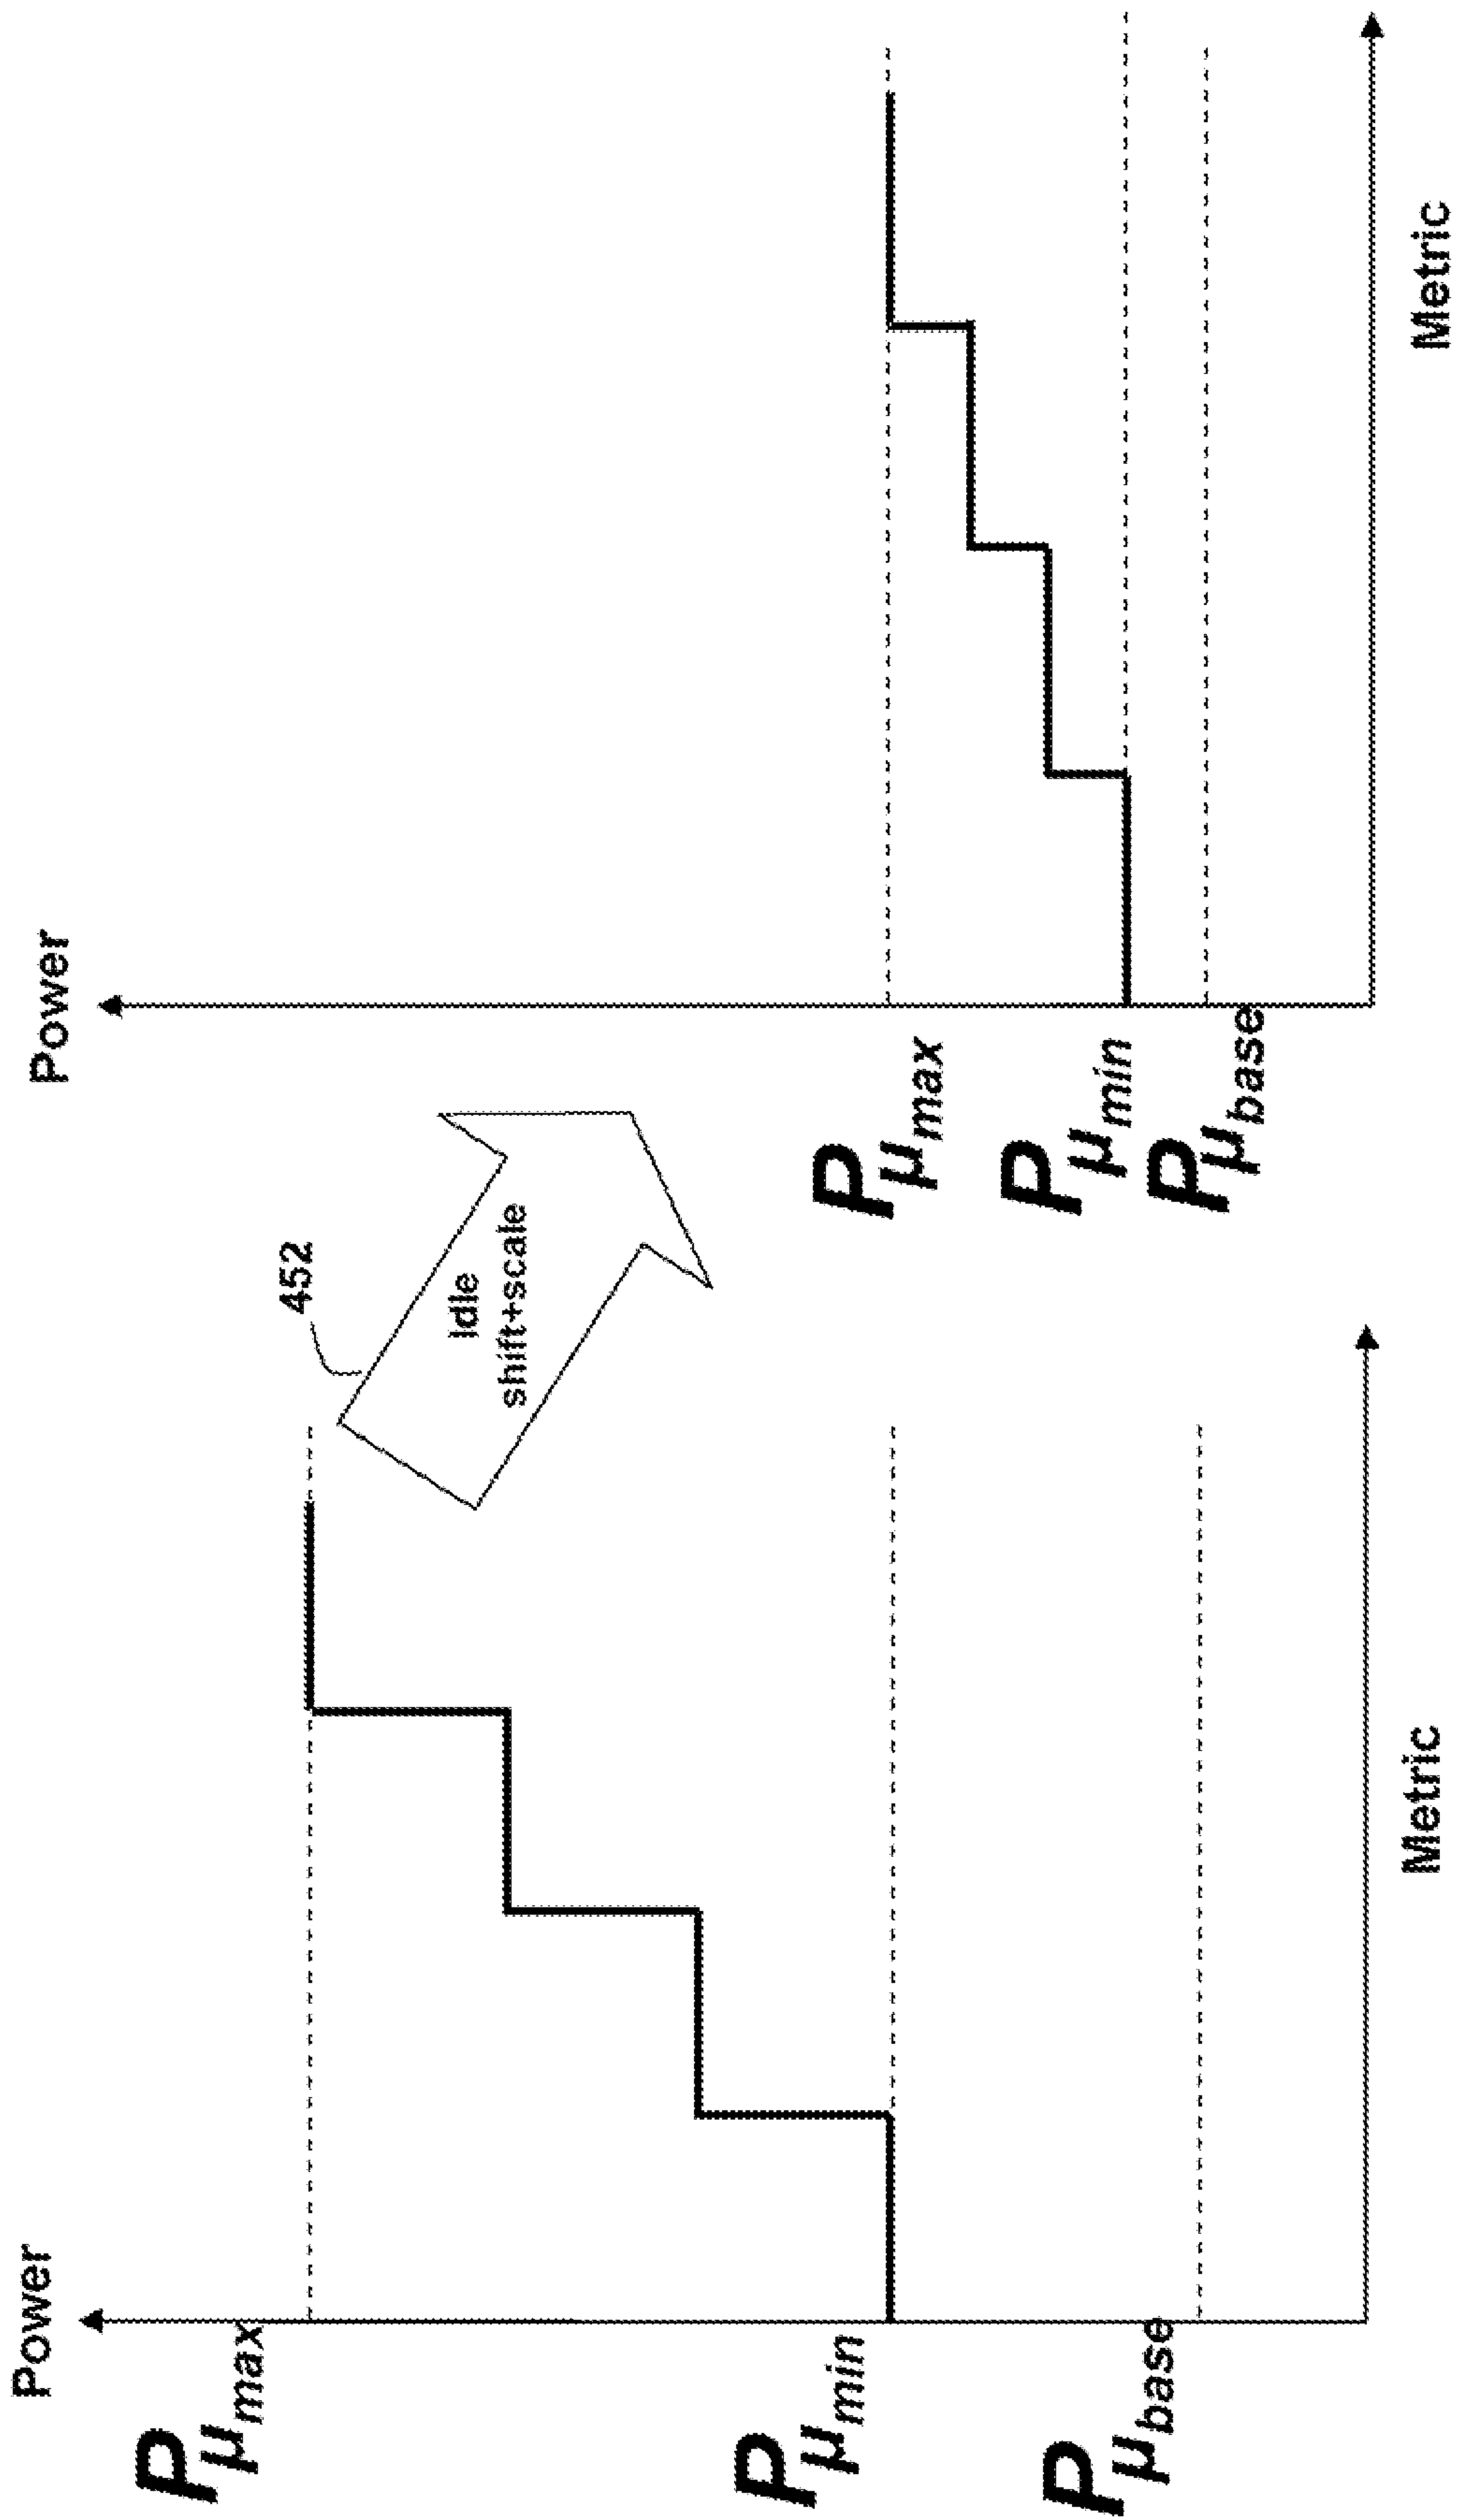 Power
Pμmax
Pμmin
Pμbase
Metric
452
Idle
shift+scale
Power
Pμmax
Pμmin
Pμbase
Metric